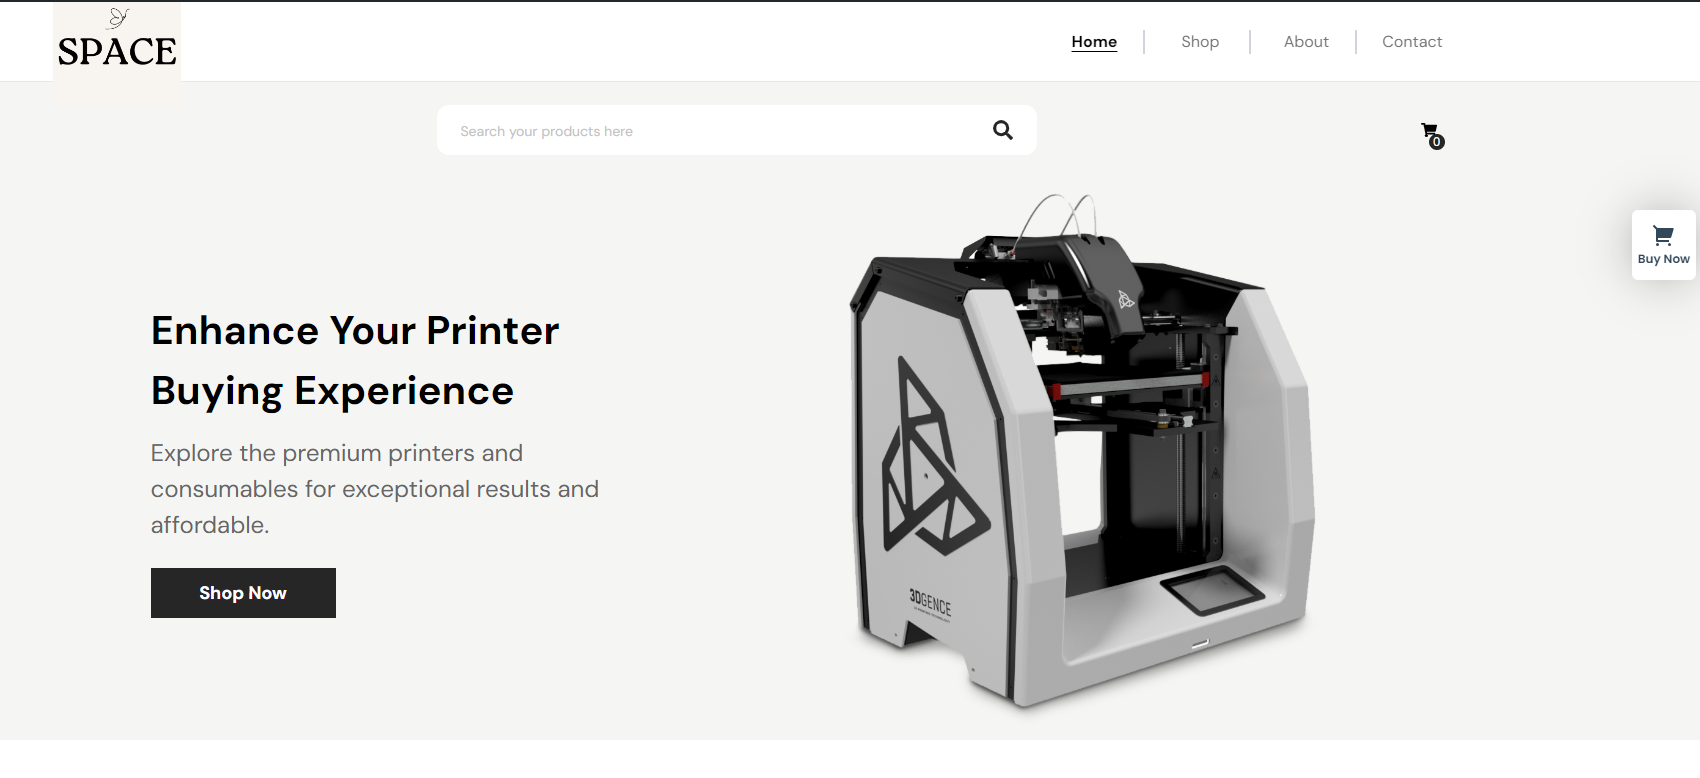 SPACE
Home
Shop
About
Contact
Search your products here
0
Buy Now
Enhance Your Printer
Buying Experience
Explore the premium printers and
consumables for exceptional results and
affordable.
Shop Now
3DGENCE